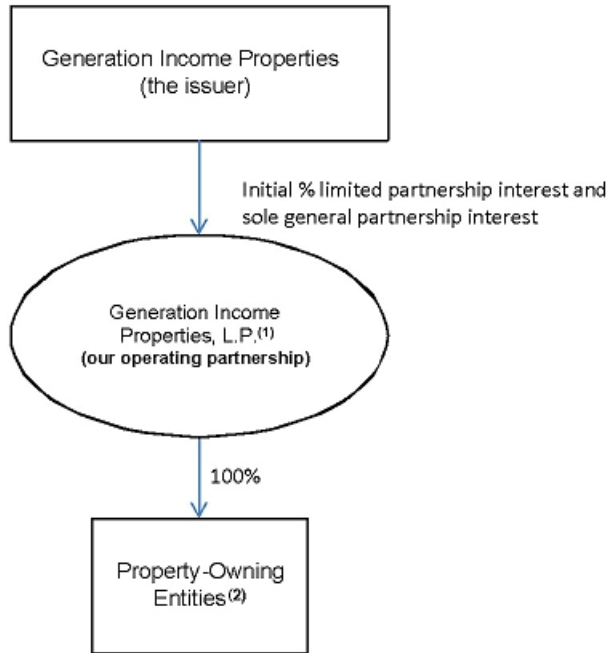 Generation Income Properties
(the issuer)
Initial % limited partnership interest and
sole general partnership interest
Generation Income
Properties, L.P.(1)
(our operating partnership)
100%
Property-Owning
Entities(2)